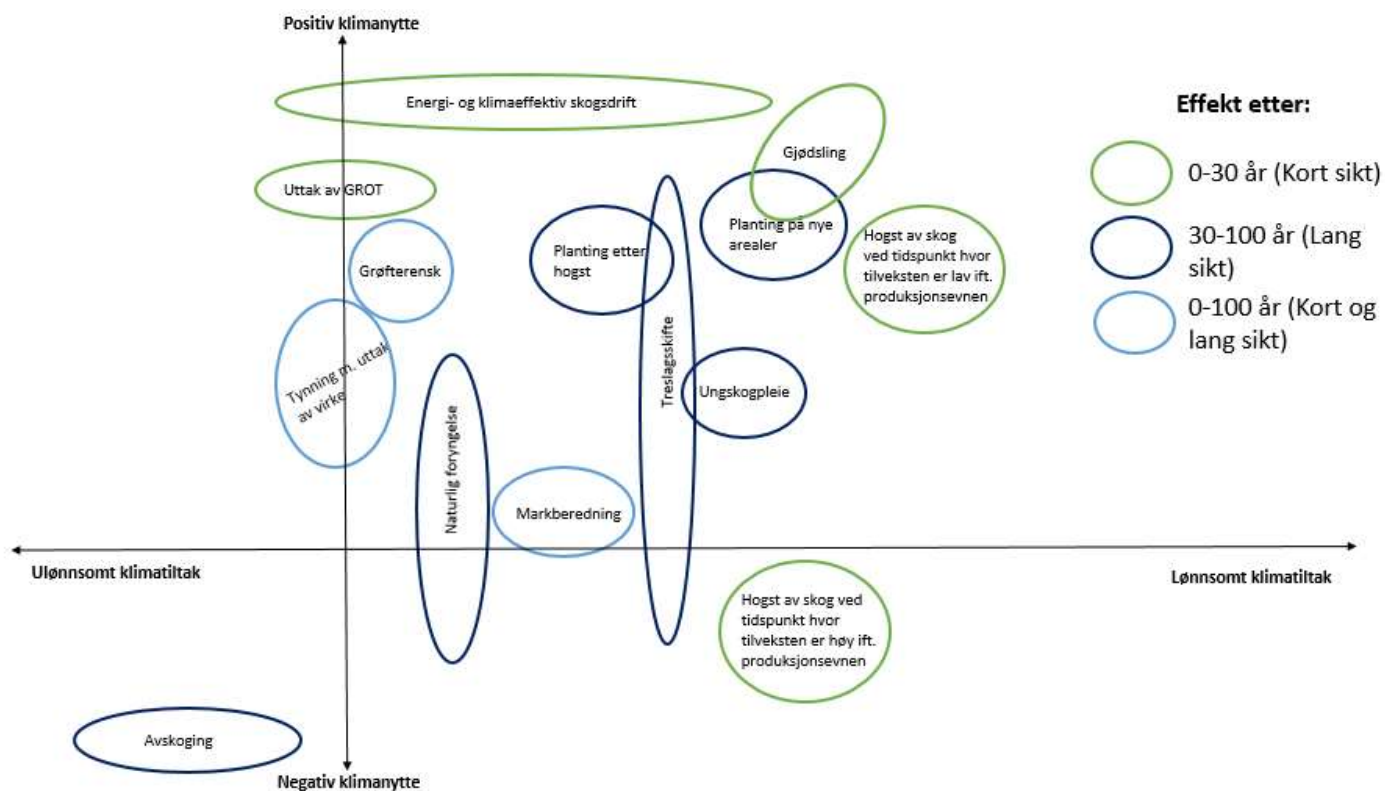 Positiv klimanytte
Energi- og klimaeffektiv skogsdrift
Effekt etter:
0-30 år (Kort sikt)
30-100 år (Lang
sikt)
0-100 år (Kort og
lang sikt)
Gjødsling
Uttak av GROT
Planting på nye
arealer
Hogst av skog
ved tidspunkt hvor
tilveksten er lav ift.
produksjonsevnen
Planting etter
hogst
Grøfterensk
Tynning m. uttak
av virke
Treslagsskifte
Ungskogpleie
Naturlig foryngelse
Markberedning
Ulønnsomt klimatiltak
Lønnsomt klimatiltak
Hogst av skog ved
tidspunkt hvor
tilveksten er høy ift.
produksjonsevnen
Avskoging
Negativ klimanytte